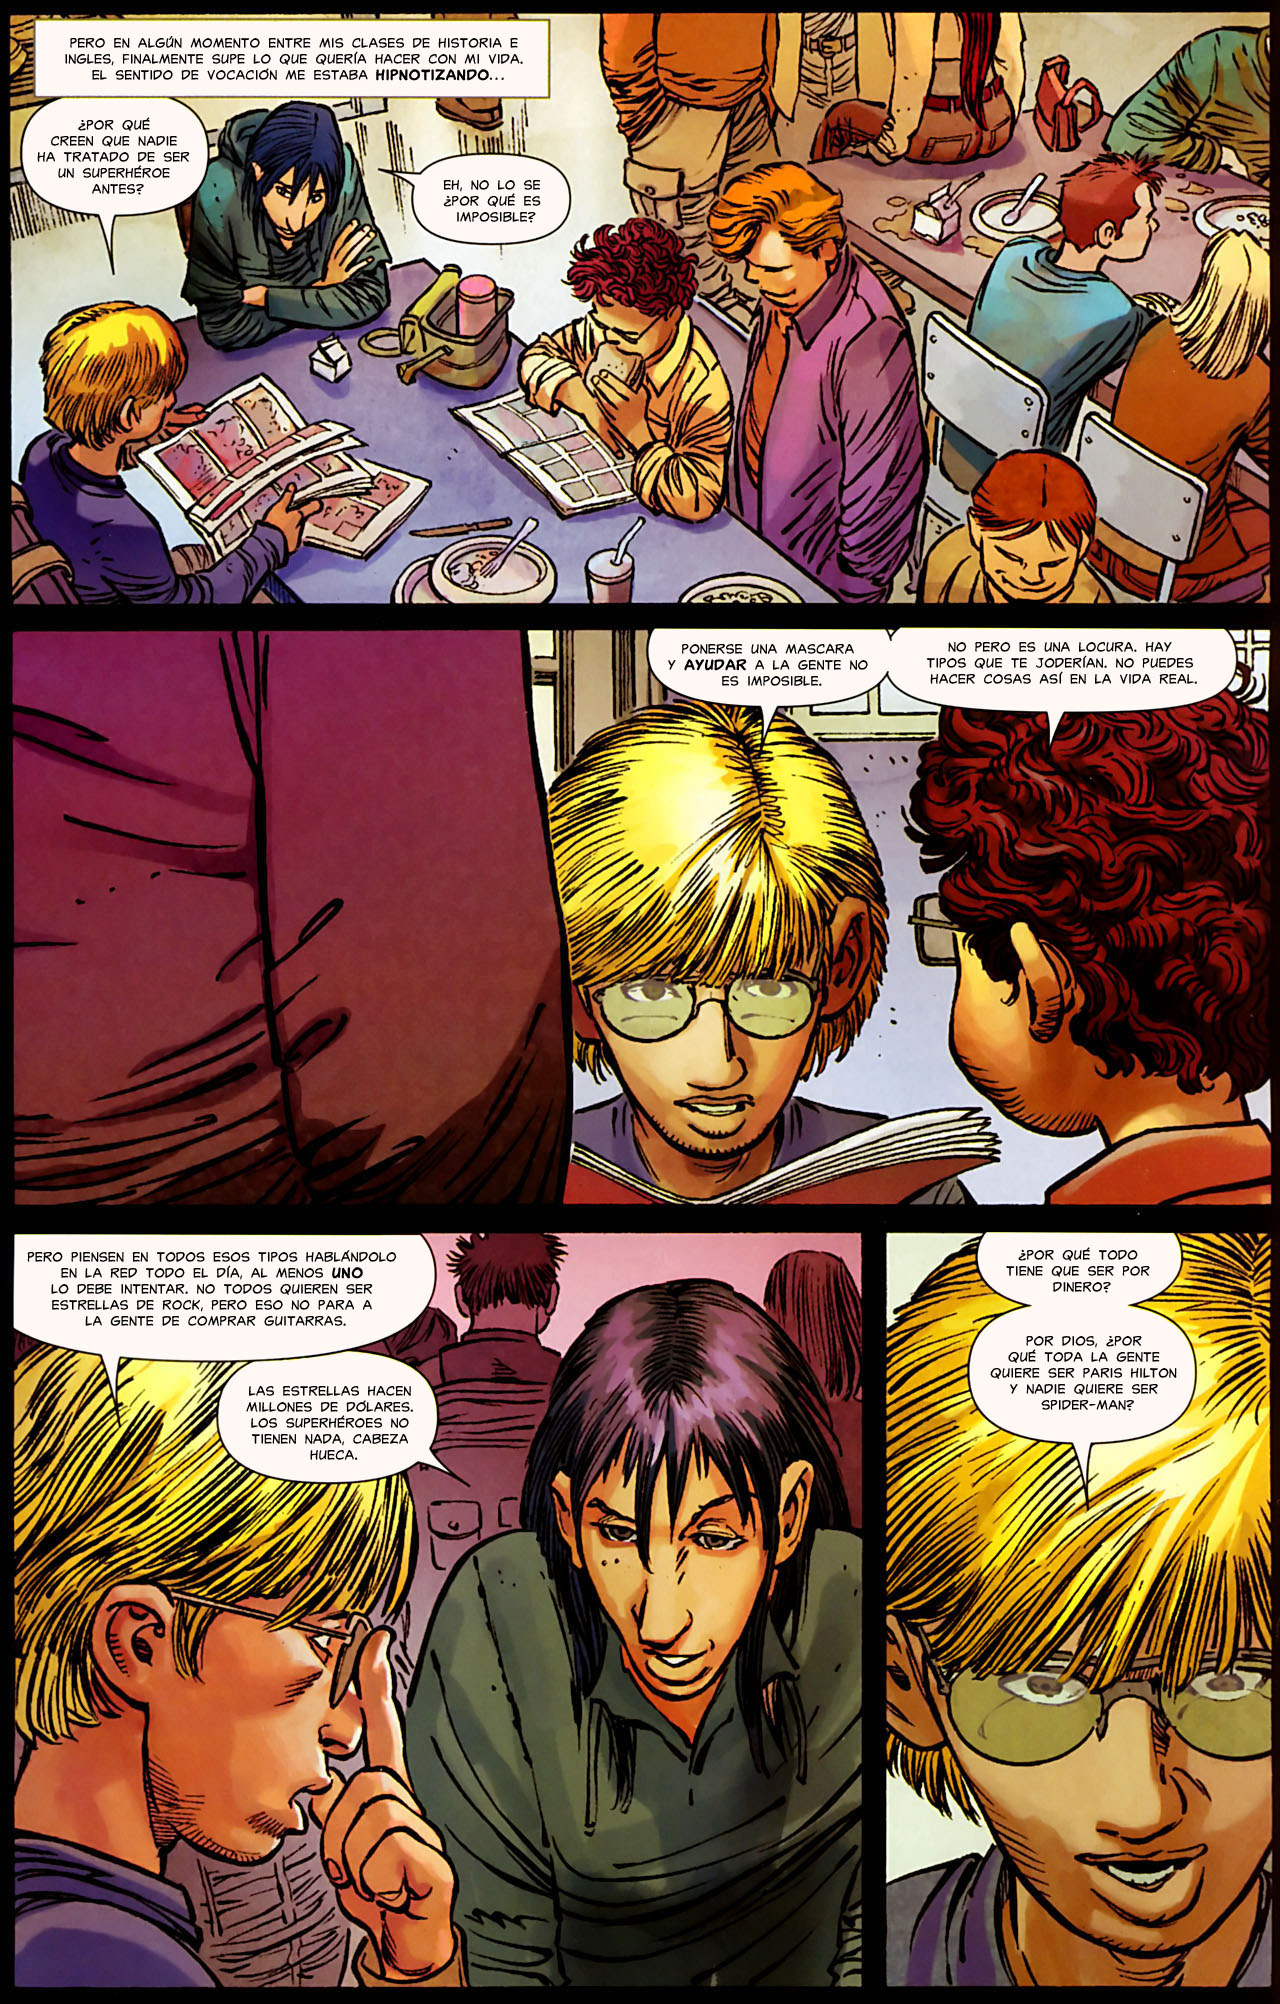 PERO EN ALGÚN MOMENTO ENTRE MIS CLASES DE HISTORIA E
INGLES, FINALMENTE SUPE LO QUE QUERÍA HACER CON MI VIDA.
EL SENTIDO DE VOCACIÓN ME ESTABA HIPNOTIZANDO...
¿POR QUÉ
CREEN QUE NADIE
HA TRATADO DE SER
UN SUPERHÉROE
ANTES?
EH, NO LO SE
¿POR QUÉ ES
IMPOSIBLE?
PONERSE UNA MASCARA
Y AYUDAR A LA GENTE NO
ES IMPOSIBLE.
NO PERO ES UNA LOCURA. HAY
TIPOS QUE TE JODERÍAN. NO PUEDES
HACER COSAS ASÍ EN LA VIDA REAL.
PERO PIENSEN EN TODOS ESOS TIPOS HABLÁNDOLO
EN LA RED TODO EL DÍA, AL MENOS UNO
LO DEBE INTENTAR. NO TODOS QUIEREN SER
ESTRELLAS DE ROCK, PERO ESO NO PARA A
LA GENTE DE COMPRAR GUITARRAS.
LAS ESTRELLAS HACEN
MILLONES DE DÓLARES.
LOS SUPERHÉROES NO
TIENEN NADA, CABEZA
HUECA.
¿POR QUÉ TODO
TIENE QUE SER POR
DINERO?
POR DIOS, ¿POR
QUÉ TODA LA GENTE
QUIERE SER PARIS HILTON
Y NADIE QUIERE SER
SPIDER-MAN?